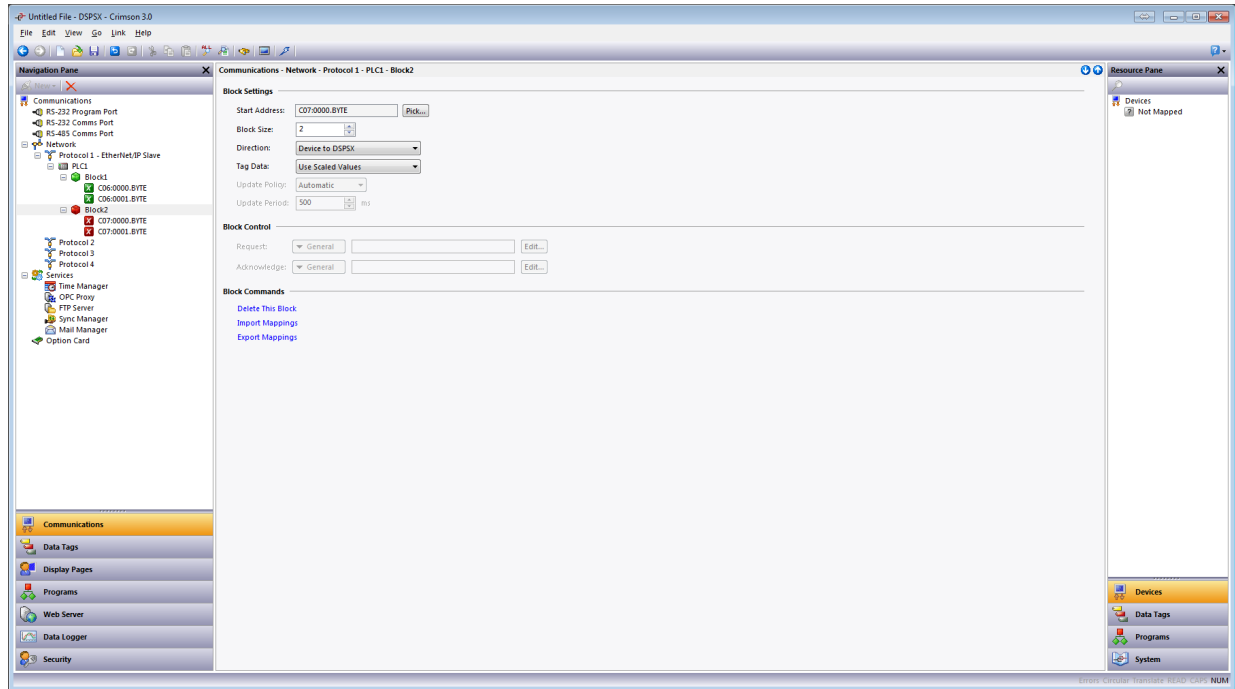 Untitled File - DSPSX - Crimson 3.0
File Edit View Go Link Help
Navigation Pane
New
Communications
RS-232 Program Port
RS-232 Comms Port
RS-485 Comms Port
Network
Protocol 1 - EtherNet/IP Slave
PLC1
Block1
C06:0000.BYTE
C06:0001.BYTE
Block2
C07:0000.BYTE
C07:0001.BYTE
Protocol 2
Protocol 3
Protocol 4
Services
Time Manager
OPC Proxy
FTP Server
Sync Manager
Mail Manager
Option Card
Communications
Data Tags
Display Pages
Programs
Web Server
Data Logger
Security
Communications - Network - Protocol 1 - PLC1 - Block2
Block Settings
Start Address: C07:0000.BYTE Pick...
Block Size: 2
Direction: Device to DSPSX
Tag Data: Use Scaled Values
Update Policy: Automatic
Update Period: 500 ms
Block Control
Request: General Edit...
Acknowledge: General Edit...
Block Commands
Delete This Block
Import Mappings
Export Mappings
Resource Pane
Devices
Not Mapped
Devices
Data Tags
Programs
System
Errors Circular Translate READ CAPS NUM